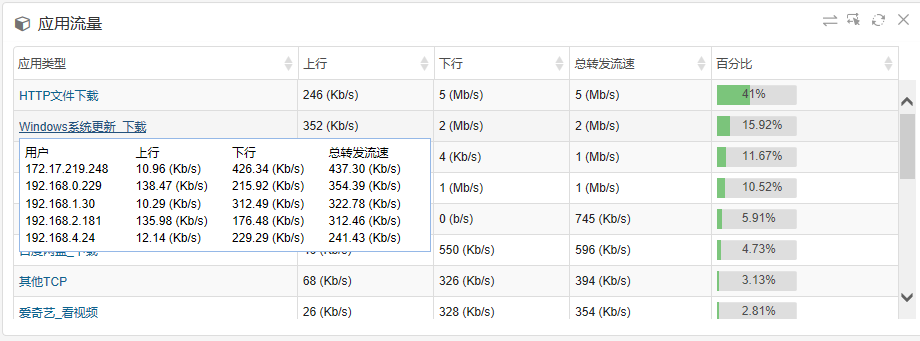 应用流量
应用类型 上行 下行 总转发流速 百分比
HTTP文件下载 246 (Kb/s) 5 (Mb/s) 5 (Mb/s) 41%
Windows系统更新_下载 352 (Kb/s) 2 (Mb/s) 2 (Mb/s) 15.92%
4 (Kb/s) 1 (Mb/s) 11.67%
1 (Mb/s) 1 (Mb/s) 10.52%
0 (b/s) 745 (Kb/s) 5.91%
用户 上行 下行 总转发流速
172.17.219.248 10.96 (Kb/s) 426.34 (Kb/s) 437.30 (Kb/s)
192.168.0.229 138.47 (Kb/s) 215.92 (Kb/s) 354.39 (Kb/s)
192.168.1.30 10.29 (Kb/s) 312.49 (Kb/s) 322.78 (Kb/s)
192.168.2.181 135.98 (Kb/s) 176.48 (Kb/s) 312.46 (Kb/s)
192.168.4.24 12.14 (Kb/s) 229.29 (Kb/s) 241.43 (Kb/s)
百度网盘_下载 550 (Kb/s) 596 (Kb/s) 4.73%
其他TCP 68 (Kb/s) 326 (Kb/s) 394 (Kb/s) 3.13%
爱奇艺_看视频 26 (Kb/s) 328 (Kb/s) 354 (Kb/s) 2.81%